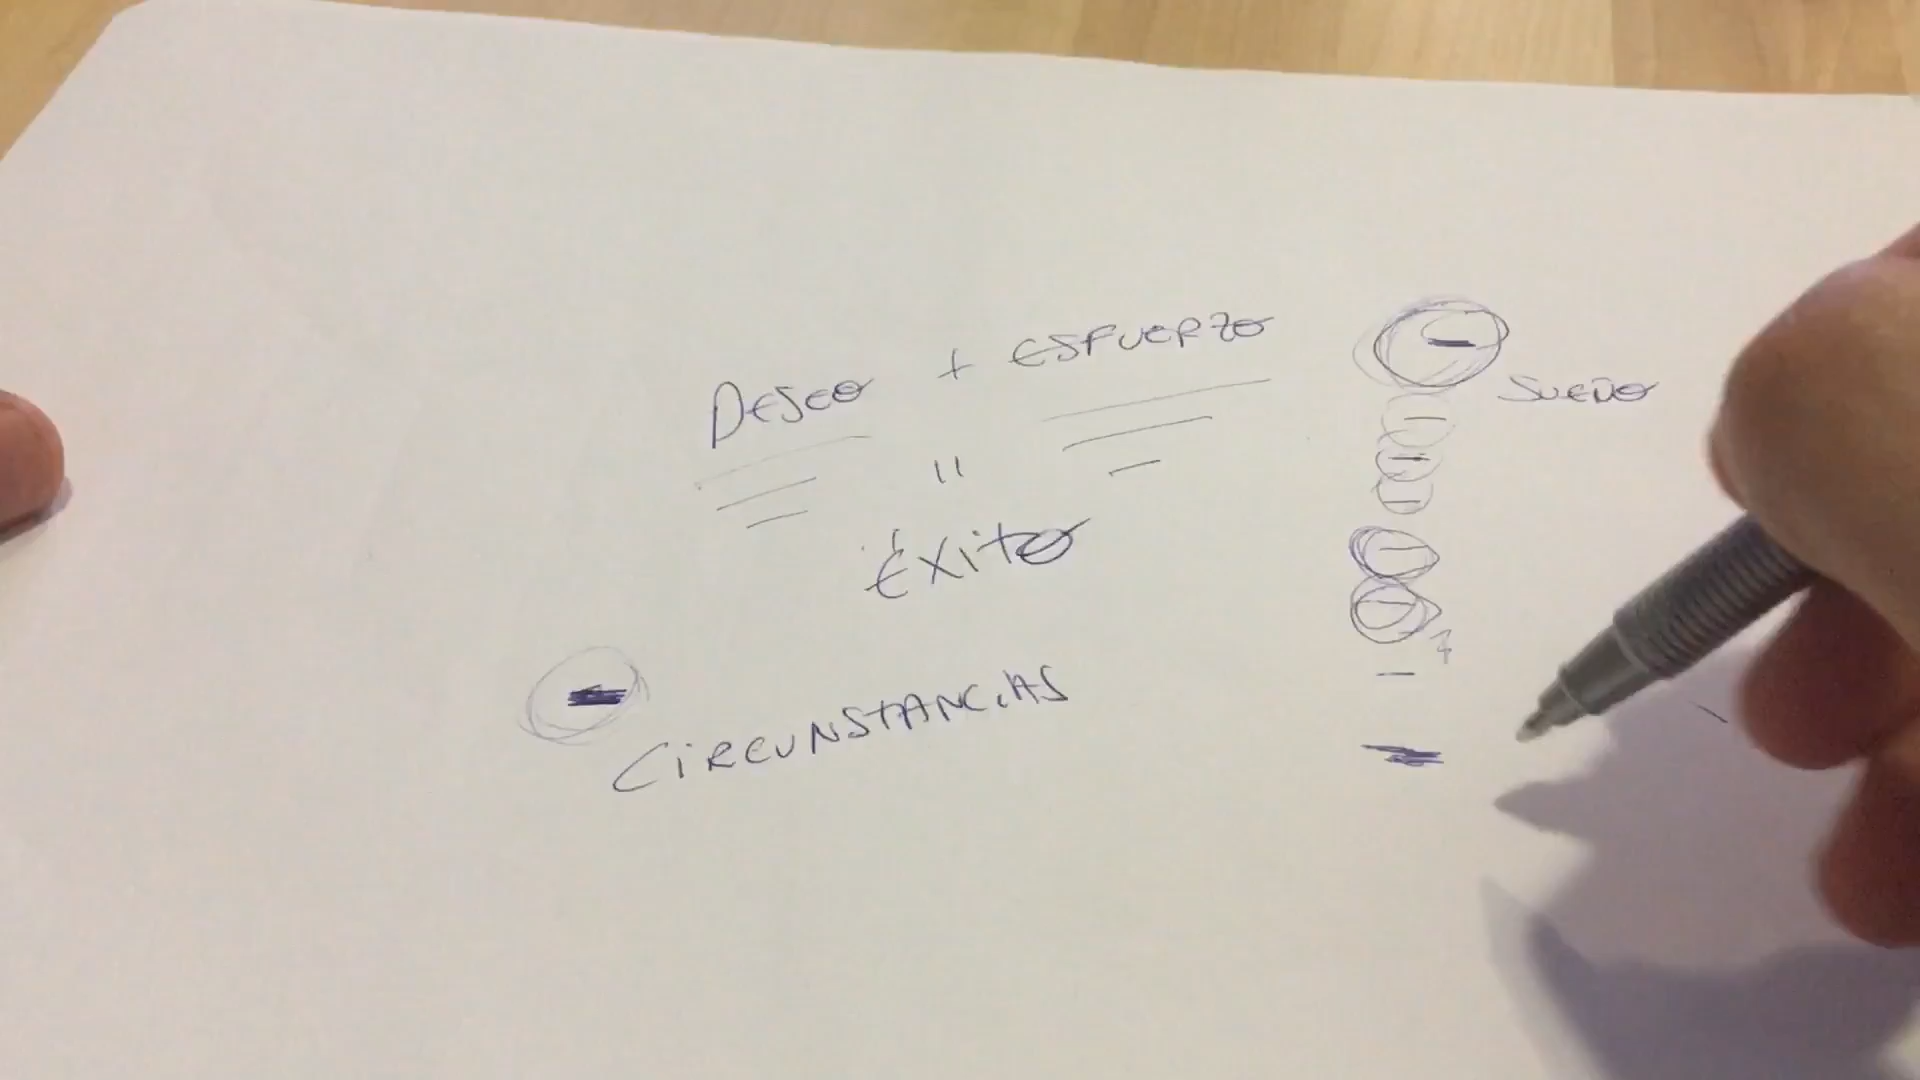 DESEO + ESFUERZO
SUEÑO
"
Éxito
CIRCUNSTANCIAS